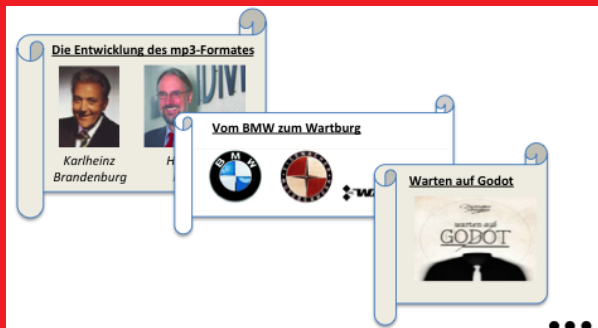 Die Entwicklung des mp3-Formates
Karlheinz
Brandenburg
Vom BMW zum Wartburg
BMW
Warten auf Godot
warten auf
GODOT
...